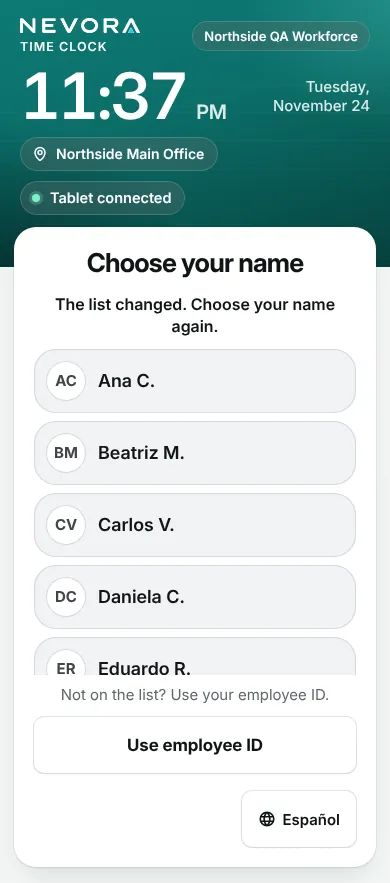 NEVORA
TIME CLOCK
Northside QA Workforce
11:37 PM
Tuesday,
November 24
Northside Main Office
Tablet connected
Choose your name
The list changed. Choose your name
again.
AC Ana C.
BM Beatriz M.
CV Carlos V.
DC Daniela C.
ER Eduardo R.
Not on the list? Use your employee ID.
Use employee ID
Español